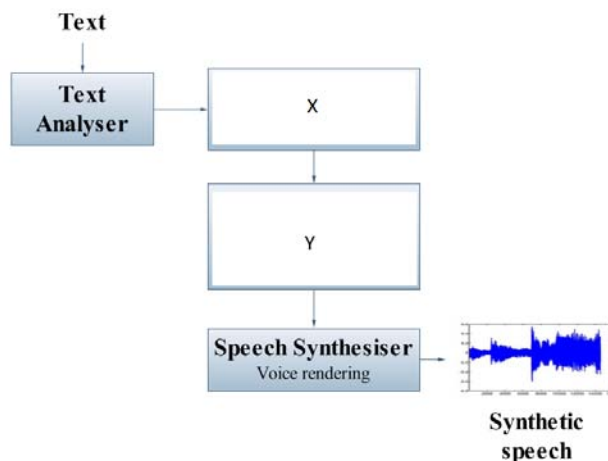 Text
Text
Analyser
X
Y
Speech Synthesiser
Voice rendering
Synthetic
speech